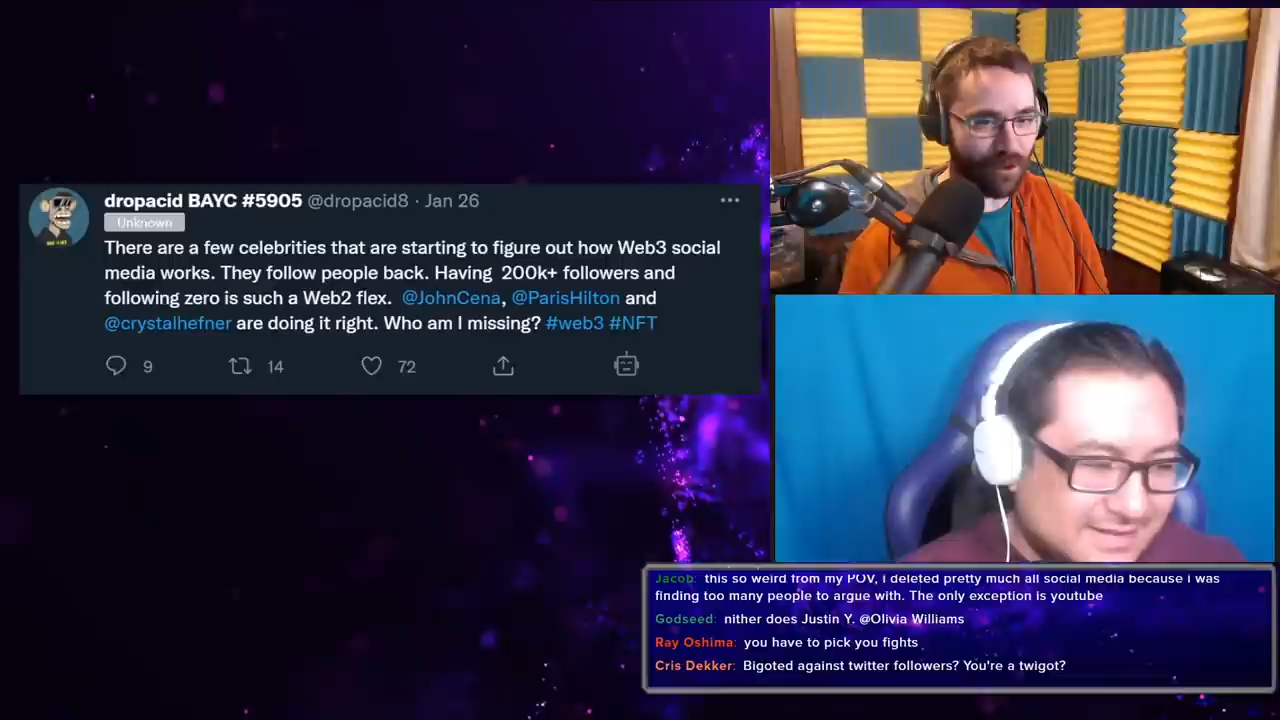 dropacid BAYC #5905 @dropacid8 · Jan 26
Unknown
There are a few celebrities that are starting to figure out how Web3 social
media works. They follow people back. Having 200k+ followers and
following zero is such a Web2 flex. @JohnCena, @ParisHilton and
@crystalhefner are doing it right. Who am I missing? #web3 #NFT
9 14 72
Jacob: this so weird from my POV, i deleted pretty much all social media because i was
finding too many people to argue with. The only exception is youtube
Godseed: nither does Justin Y. @Olivia Williams
Ray Oshima: you have to pick you fights
Cris Dekker: Bigoted against twitter followers? You're a twigot?